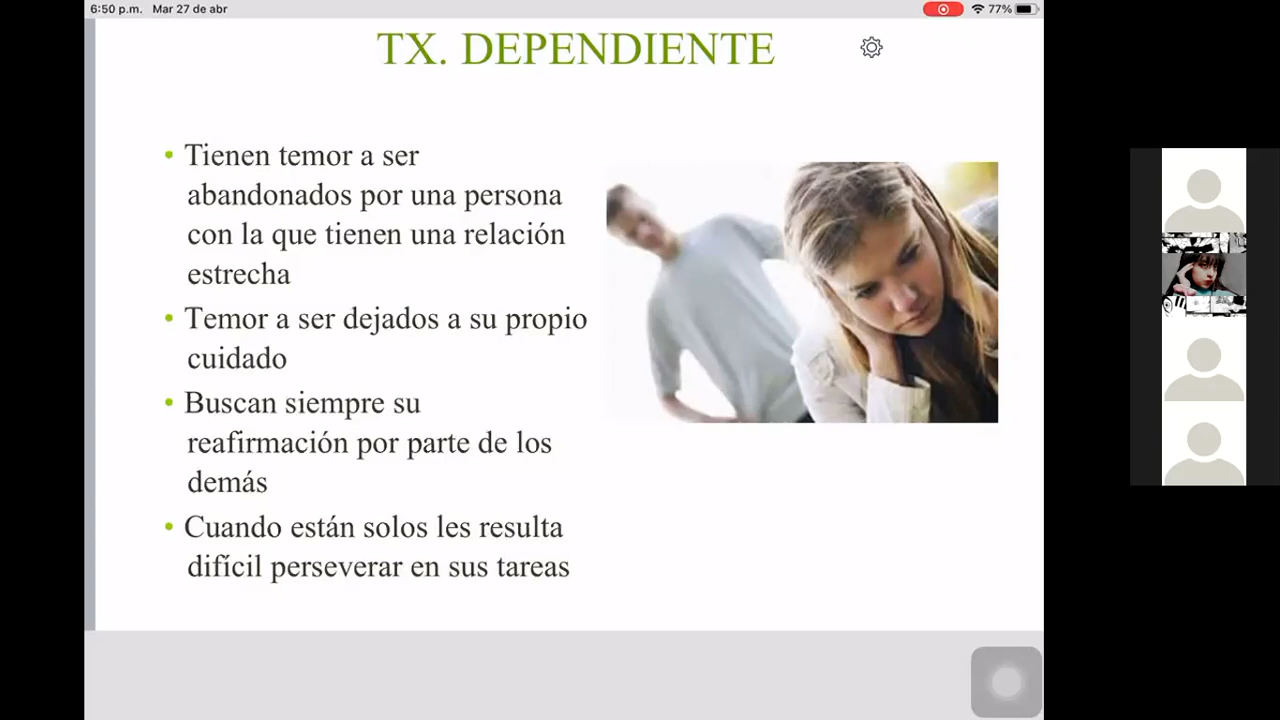 6:50 p.m. Mar 27 de abr
77%
TX. DEPENDIENTE
• Tienen temor a ser
abandonados por una persona
con la que tienen una relación
estrecha
• Temor a ser dejados a su propio
cuidado
• Buscan siempre su
reafirmación por parte de los
demás
• Cuando están solos les resulta
difícil perseverar en sus tareas